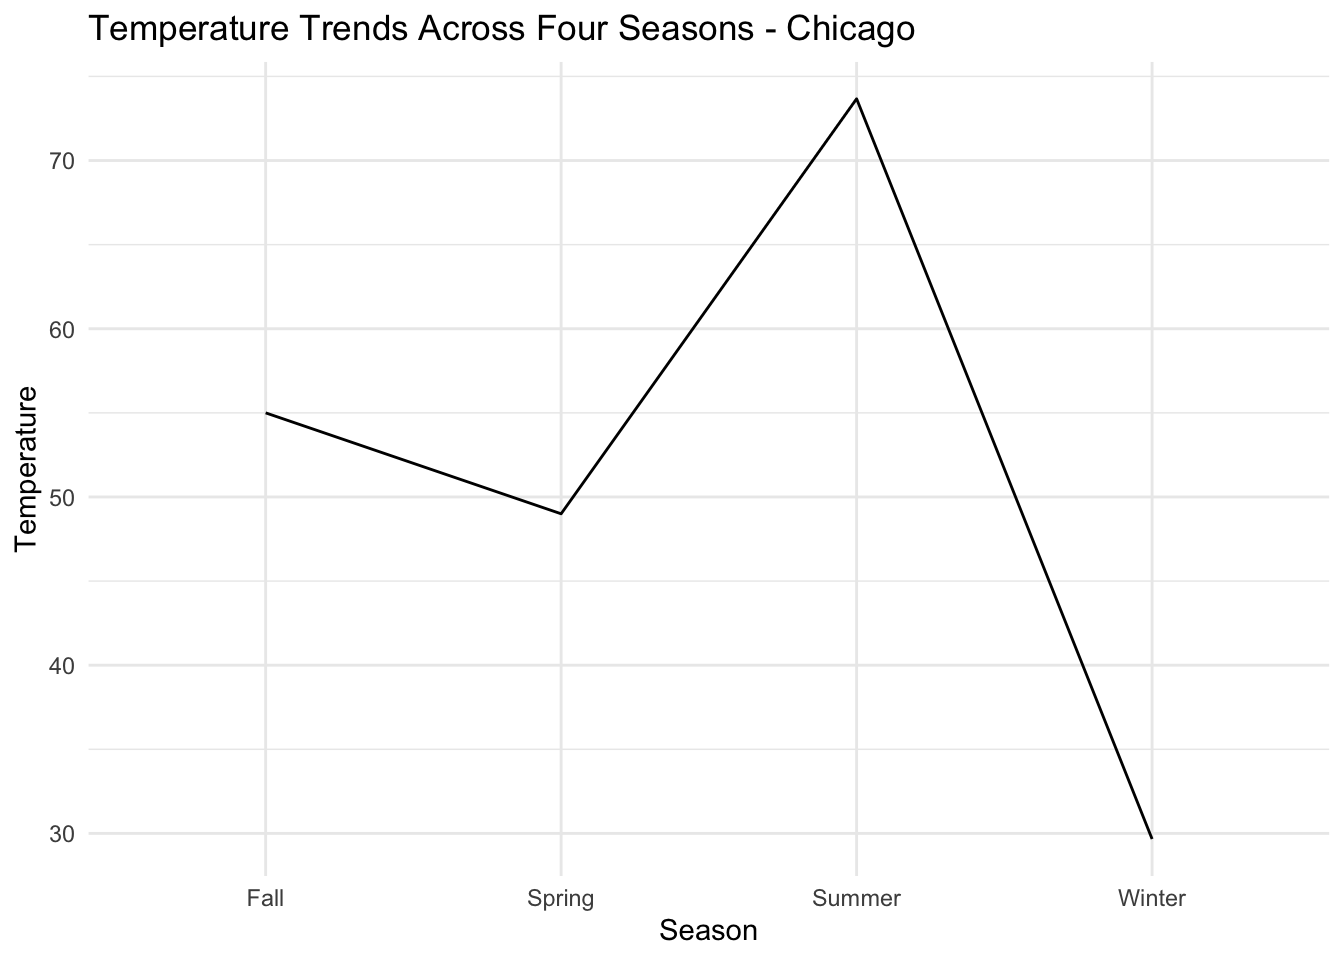 Temperature Trends Across Four Seasons - Chicago
70
60
50
40
30
Temperature
Fall Spring Summer Winter
Season